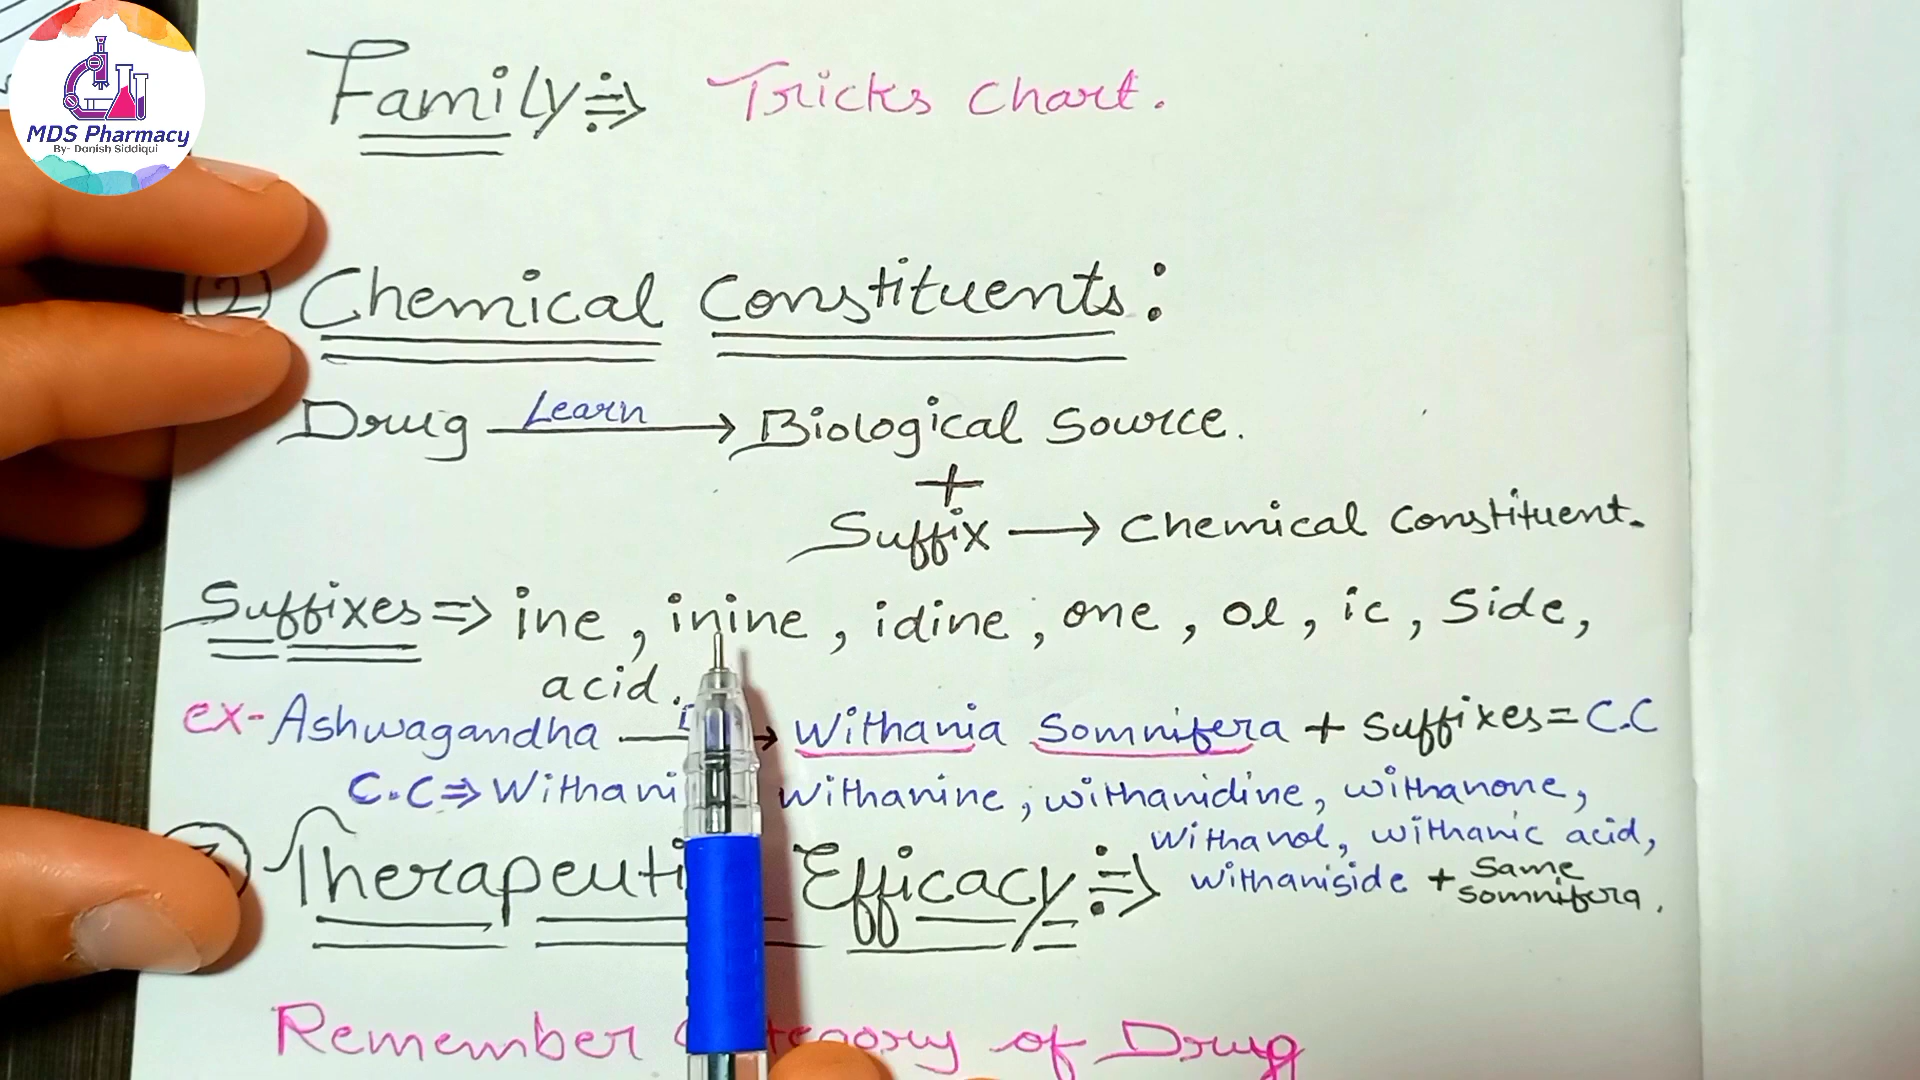 MDS Pharmacy
By- Danish Siddiqui
Family ⇒ Tricks Chart.
(2) Chemical Constituents:
Drug Learn → Biological Source.
+
Suffix → Chemical Constituent.
Suffixes ⇒ ine, inine, idine, one, ol, ic, Side,
acid.
ex- Ashwagandha → Withania Somnifera + Suffixes = C.C
C.C ⇒ withanine, withanidine, withanone,
withanol, withanic acid,
withaniside + Same
somnifera.
Efficacy ⇒
Remember of Drug